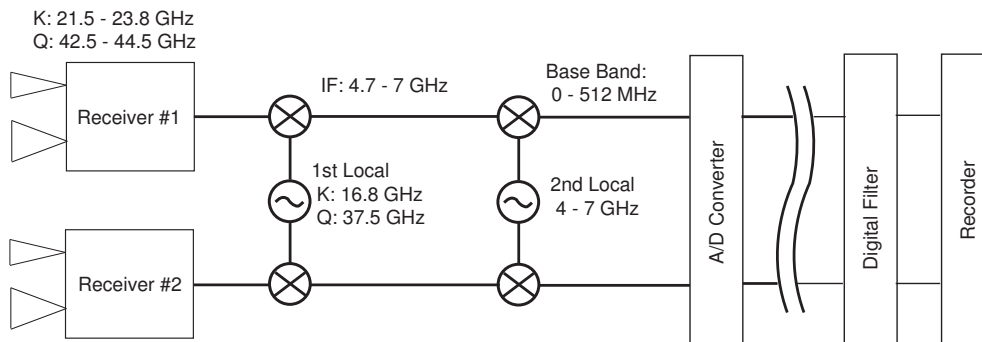 K: 21.5 - 23.8 GHz
Q: 42.5 - 44.5 GHz
Receiver #1
IF: 4.7 - 7 GHz
Base Band:
0 - 512 MHz
1st Local
K: 16.8 GHz
Q: 37.5 GHz
2nd Local
4 - 7 GHz
Receiver #2
A/D Converter
Digital Filter
Recorder